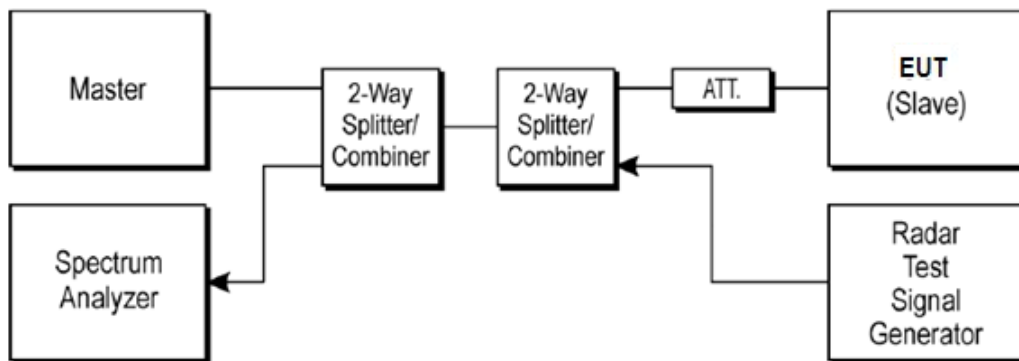 Master
2-Way
Splitter/
Combiner
2-Way
Splitter/
Combiner
ATT.
EUT
(Slave)
Spectrum
Analyzer
Radar
Test
Signal
Generator